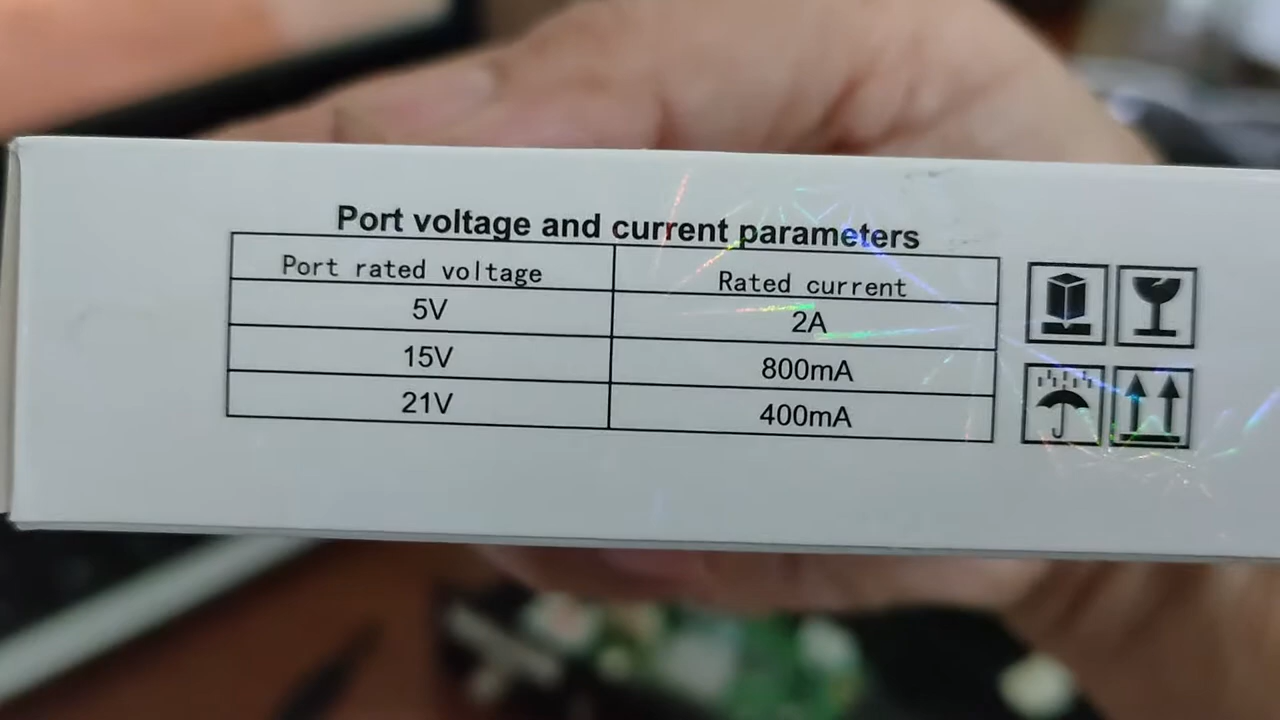 Port voltage and current parameters
Port rated voltage Rated current
5V 2A
15V 800mA
21V 400mA